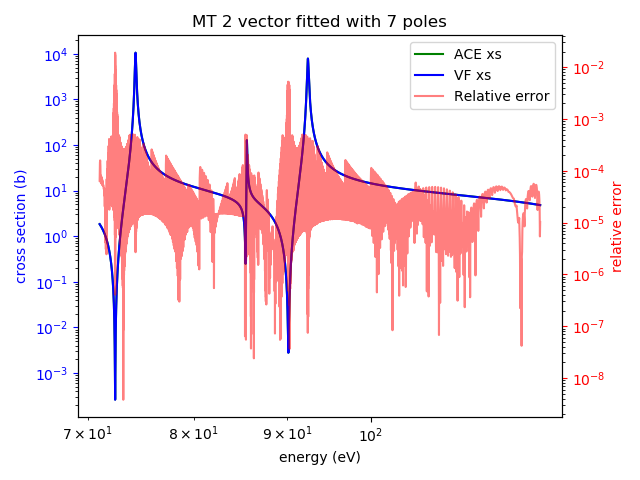 MT 2 vector fitted with 7 poles
ACE xs
VF xs
Relative error
10⁴
10³
10²
10¹
10⁰
10⁻¹
10⁻²
10⁻³
cross section (b)
10⁻²
10⁻³
10⁻⁴
10⁻⁵
10⁻⁶
10⁻⁷
10⁻⁸
relative error
7 × 10¹
8 × 10¹
9 × 10¹
10²
energy (eV)